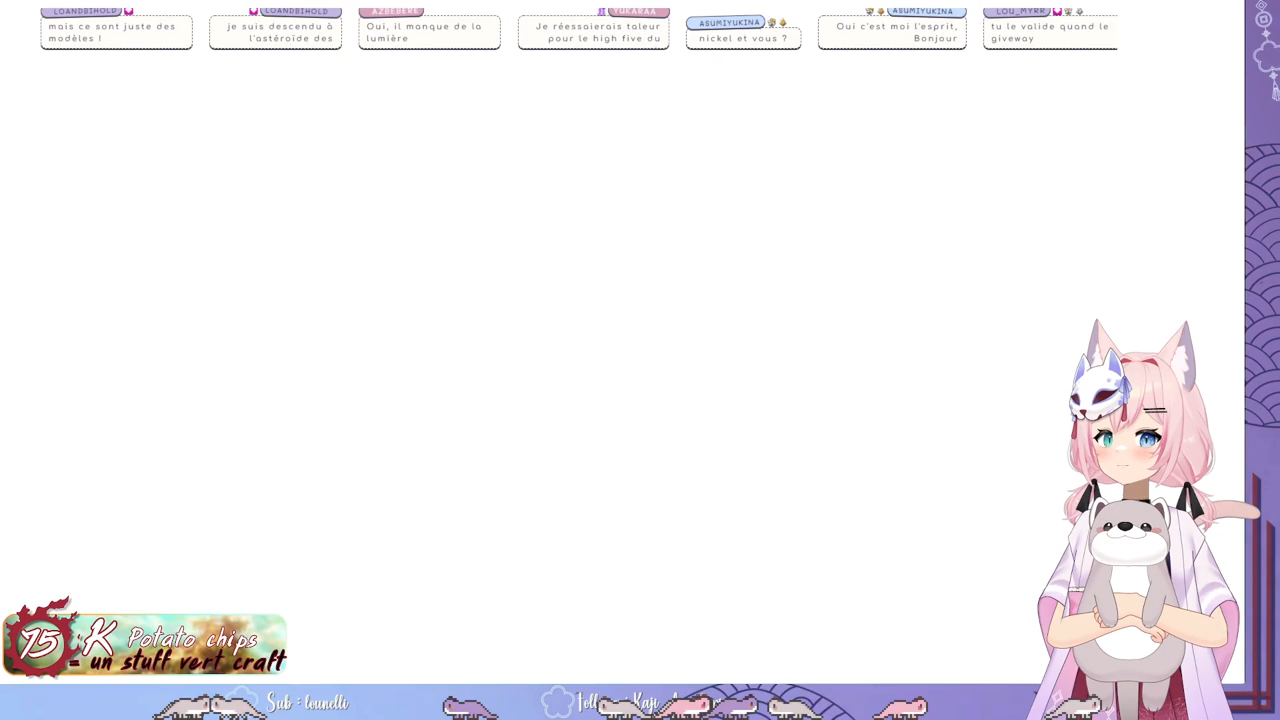 LOANDBIHOLD
mais ce sont juste des
modèles !
LOANDBIHOLD
je suis descendu à
l'astéroïde des
AZBEBERE
Oui, il manque de la
lumière
YUKARAA
Je réessaierais taleur
pour le high five du
ASUMIYUKINA
nickel et vous ?
ASUMIYUKINA
Oui c'est moi l'esprit,
Bonjour
LOU_MYRR
tu le valide quand le
giveway
75 K Potato chips
= un stuff vert craft
Sub : lounelli